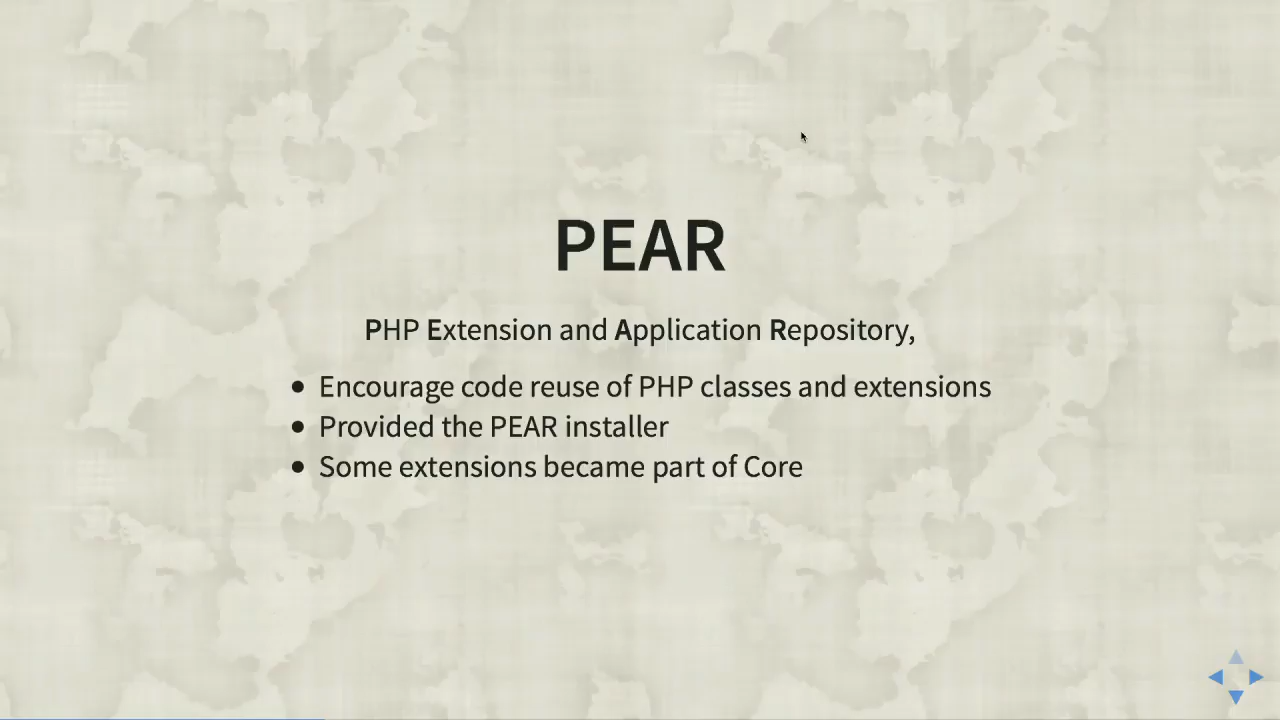 PEAR
PHP Extension and Application Repository,
Encourage code reuse of PHP classes and extensions
Provided the PEAR installer
Some extensions became part of Core